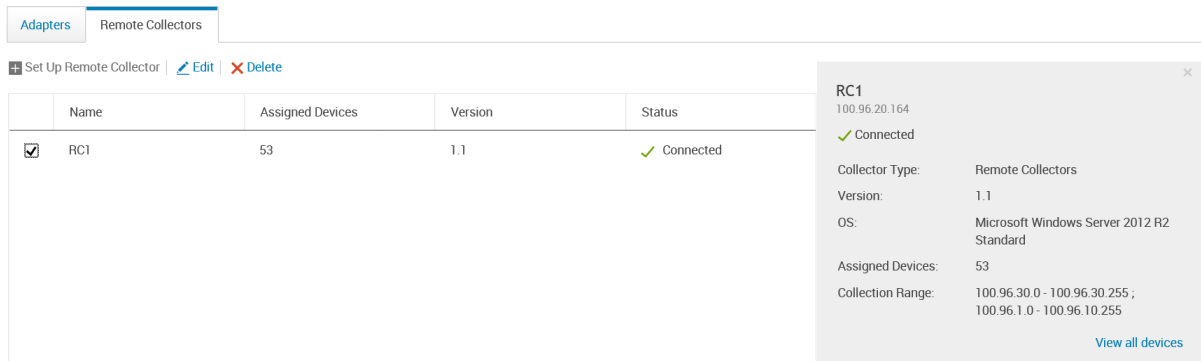 Adapters Remote Collectors
Set Up Remote Collector Edit Delete
Name Assigned Devices Version Status
RC1 53 1.1 Connected
RC1
100.96.20.164
Connected
Collector Type: Remote Collectors
Version: 1.1
OS: Microsoft Windows Server 2012 R2
Standard
Assigned Devices: 53
Collection Range: 100.96.30.0 - 100.96.30.255 ;
100.96.1.0 - 100.96.10.255
View all devices